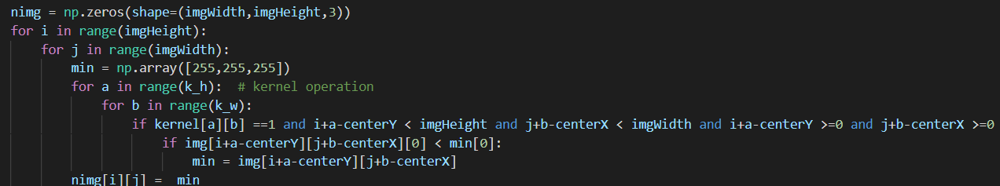 nimg = np.zeros(shape=(imgWidth,imgHeight,3))
for i in range(imgHeight):
    for j in range(imgWidth):
        min = np.array([255,255,255])
        for a in range(k_h):  # kernel operation
            for b in range(k_w):
                if kernel[a][b] ==1 and i+a-centerY < imgHeight and j+b-centerX < imgWidth and i+a-centerY >=0 and j+b-centerX >=0
                    if img[i+a-centerY][j+b-centerX][0] < min[0]:
                        min = img[i+a-centerY][j+b-centerX]
        nimg[i][j] =  min